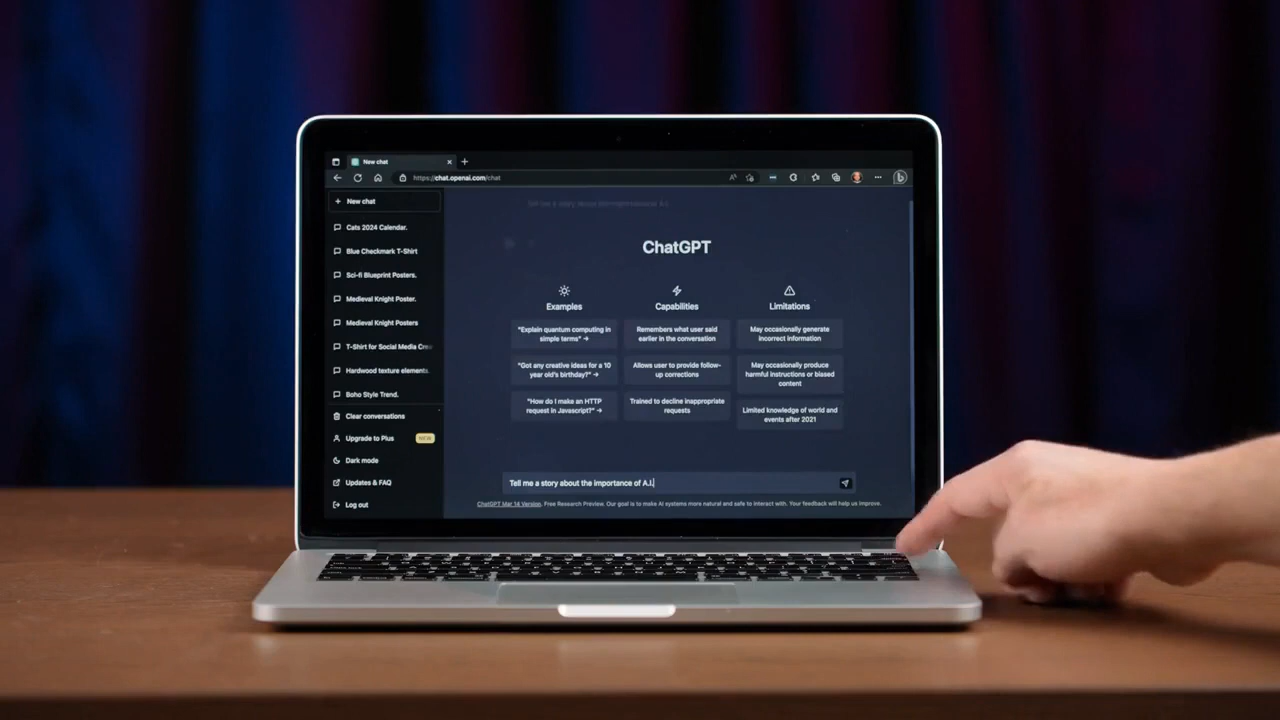 New chat
https://chat.openai.com/chat
New chat
Cats 2024 Calendar.
Blue Checkmark T-Shirt
Sci-fi Blueprint Posters.
Medieval Knight Poster.
Medieval Knight Posters
T-Shirt for Social Media Cre
Hardwood texture elements.
Boho Style Trend.
Clear conversations
Upgrade to Plus
NEW
Dark mode
Updates & FAQ
Log out
ChatGPT
Examples
"Explain quantum computing in
simple terms" →
"Got any creative ideas for a 10
year old's birthday?" →
"How do I make an HTTP
request in Javascript?" →
Capabilities
Remembers what user said
earlier in the conversation
Allows user to provide follow-
up corrections
Trained to decline inappropriate
requests
Limitations
May occasionally generate
incorrect information
May occasionally produce
harmful instructions or biased
content
Limited knowledge of world and
events after 2021
Tell me a story about the importance of A.I.
ChatGPT Mar 14 Version. Free Research Preview. Our goal is to make AI systems more natural and safe to interact with. Your feedback will help us improve.